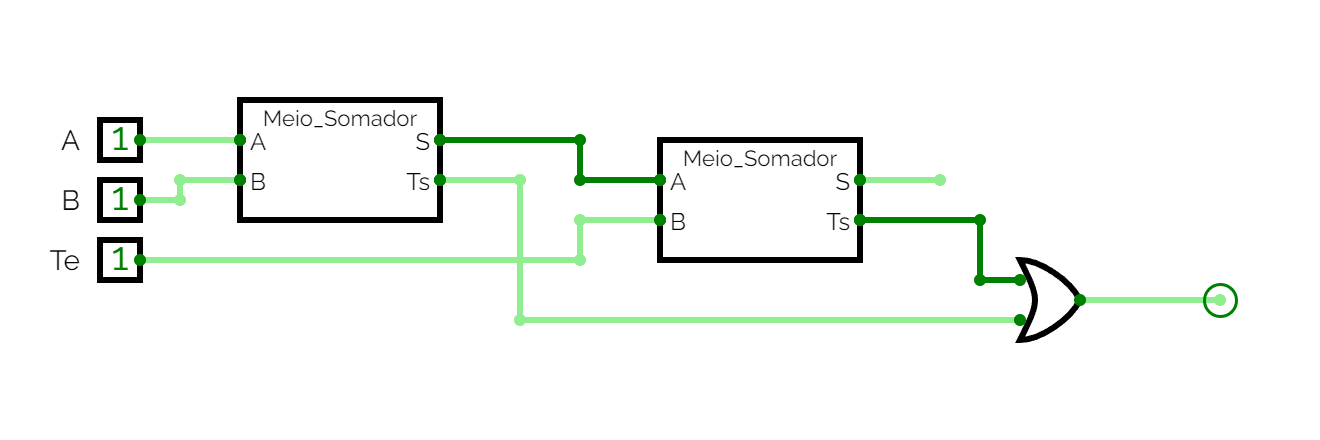 Meio_Somador
A 1 A S
B 1 B Ts
Te 1
Meio_Somador
A S
B Ts